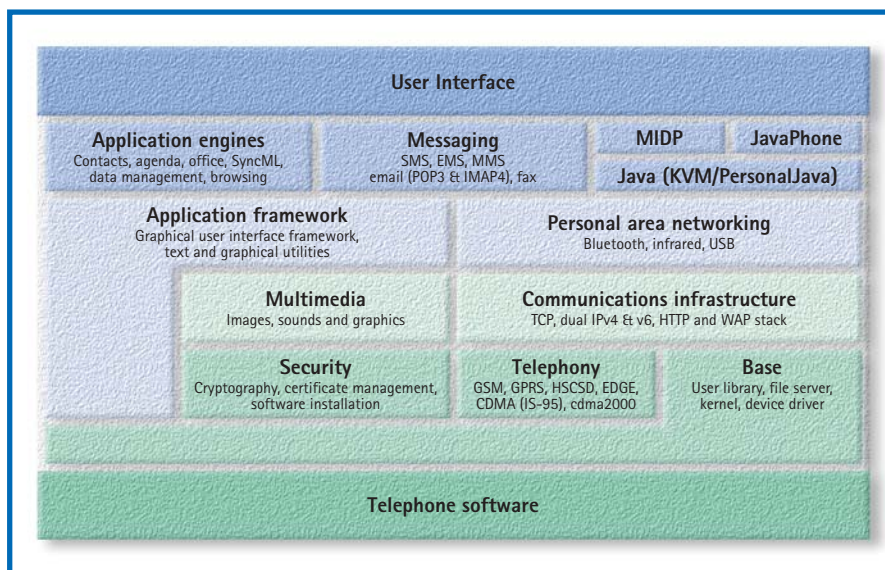 User Interface
Application engines
Contacts, agenda, office, SyncML,
data management, browsing
Messaging
SMS, EMS, MMS
email (POP3 & IMAP4), fax
MIDP
JavaPhone
Java (KVM/PersonalJava)
Application framework
Graphical user interface framework,
text and graphical utilities
Personal area networking
Bluetooth, infrared, USB
Multimedia
Images, sounds and graphics
Communications infrastructure
TCP, dual IPv4 & v6, HTTP and WAP stack
Security
Cryptography, certificate management,
software installation
Telephony
GSM, GPRS, HSCSD, EDGE,
CDMA (IS-95), cdma2000
Base
User library, file server,
kernel, device driver
Telephone software